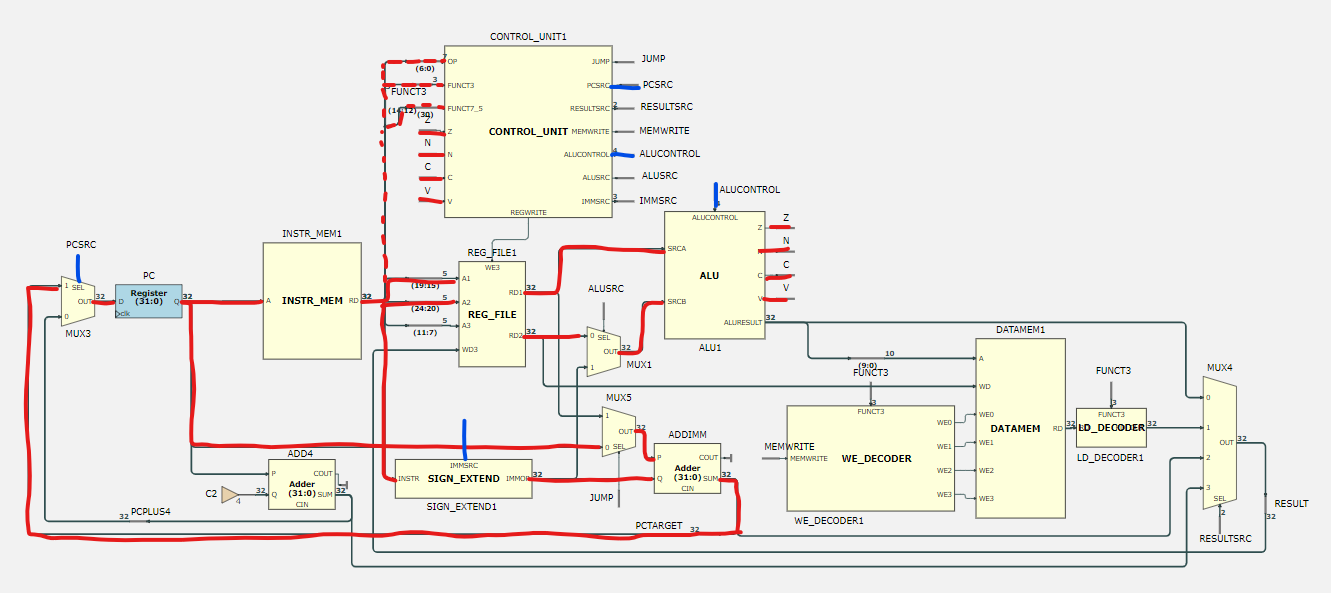 CONTROL_UNIT1
7
OP
(6:0)
3
FUNCT3
FUNCT3
(14:12)
(30)
FUNCT7_5
Z
Z
N
N
C
C
V
V
CONTROL_UNIT
REGWRITE
JUMP
JUMP
PCSRC
PCSRC
2
RESULTSRC
RESULTSRC
MEMWRITE
MEMWRITE
4
ALUCONTROL
ALUCONTROL
ALUSRC
ALUSRC
3
IMMSRC
IMMSRC
PCSRC
1
SEL
OUT
0
32
MUX3
PC
Register
(31:0)
D
Q
clk
32
INSTR_MEM1
A
INSTR_MEM
RD
32
REG_FILE1
WE3
5
A1
(19:15)
5
A2
(24:20)
5
A3
(11:7)
WD3
REG_FILE
RD1
32
RD2
32
ALUSRC
0
SEL
OUT
1
32
MUX1
ALUCONTROL
ALUCONTROL
SRCA
SRCB
ALU
Z
Z
N
C
C
V
V
ALURESULT
32
ALU1
MUX5
1
OUT
0
SEL
JUMP
ADDIMM
P
Q
Adder
(31:0)
CIN
COUT
SUM
32
IMMSRC
INSTR
SIGN_EXTEND
IMMOP
32
SIGN_EXTEND1
ADD4
P
Q
Adder
(31:0)
CIN
COUT
SUM
32
C2
4
32
32
PCPLUS4
PCTARGET
32
10
(9:0)
FUNCT3
3
FUNCT3
MEMWRITE
MEMWRITE
WE_DECODER
WE0
WE1
WE2
WE3
WE_DECODER1
DATAMEM1
A
WD
WE0
WE1
WE2
WE3
DATAMEM
RD
32
FUNCT3
3
FUNCT3
LD_DECODER
32
LD_DECODER1
MUX4
0
1
2
3
OUT
SEL
32
2
RESULTSRC
RESULT
32